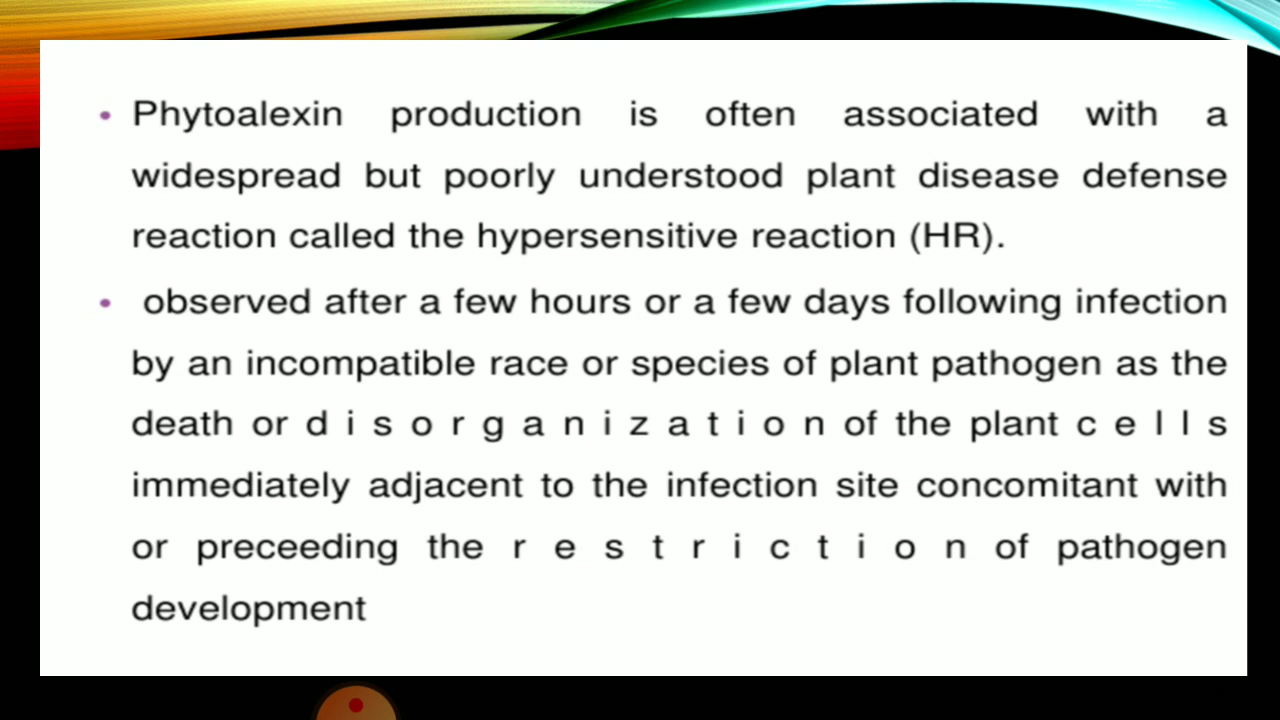 • Phytoalexin production is often associated with a
widespread but poorly understood plant disease defense
reaction called the hypersensitive reaction (HR).
• observed after a few hours or a few days following infection
by an incompatible race or species of plant pathogen as the
death or d i s o r g a n i z a t i o n of the plant c e l l s
immediately adjacent to the infection site concomitant with
or preceeding the r e s t r i c t i o n of pathogen
development